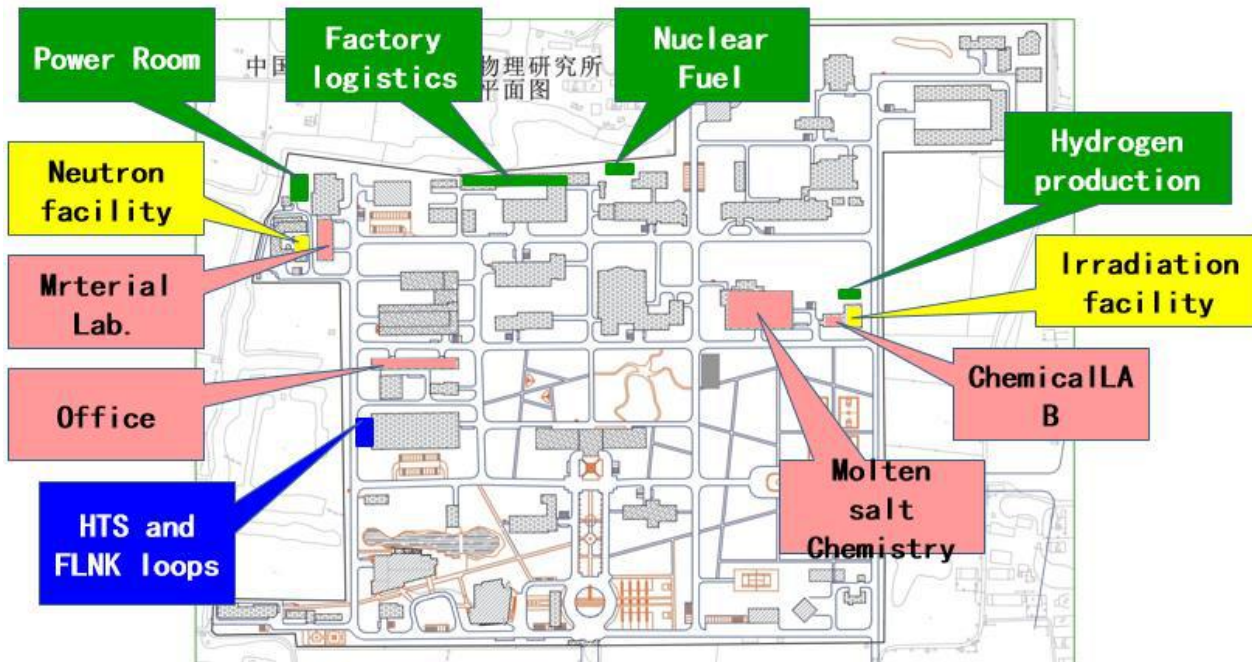 Power Room
Factory
logistics
Nuclear
Fuel
中国
物理研究所
平面图
Neutron
facility
Hydrogen
production
Mrterial
Lab.
Irradiation
facility
Office
ChemicalLA
B
HTS and
FLNK loops
Molten
salt
Chemistry